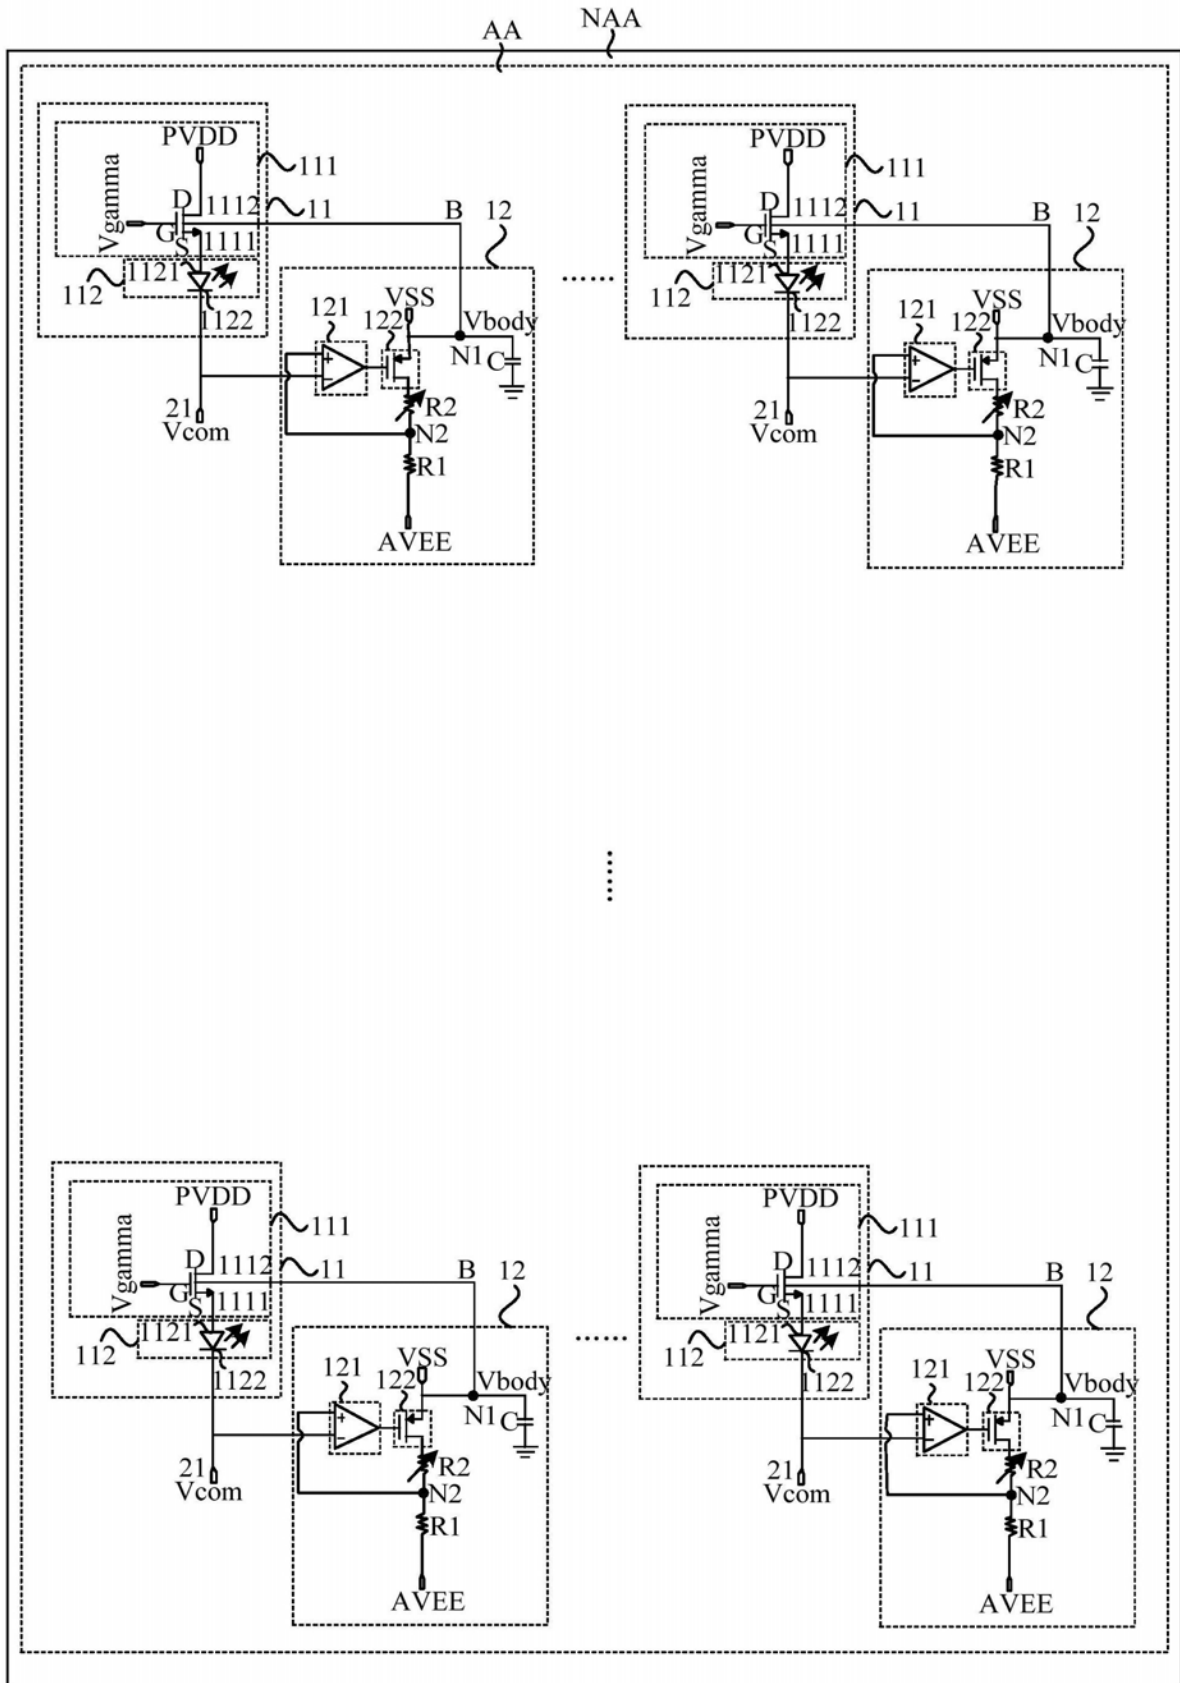 AA NAA
PVDD
111
Vgamma
D 1112 11 B 12
G S 1111
1121
112
1122
121 122 VSS
Vbody
N1 C
R2
21
Vcom
N2
R1
AVEE
......
PVDD
111
Vgamma
D 1112 11 B 12
G S 1111
1121
112
1122
121 122 VSS
Vbody
N1 C
R2
21
Vcom
N2
R1
AVEE
......
PVDD
111
Vgamma
D 1112 11 B 12
G S 1111
1121
112
1122
121 122 VSS
Vbody
N1 C
R2
21
Vcom
N2
R1
AVEE
......
PVDD
111
Vgamma
D 1112 11 B 12
G S 1111
1121
112
1122
121 122 VSS
Vbody
N1 C
R2
21
Vcom
N2
R1
AVEE